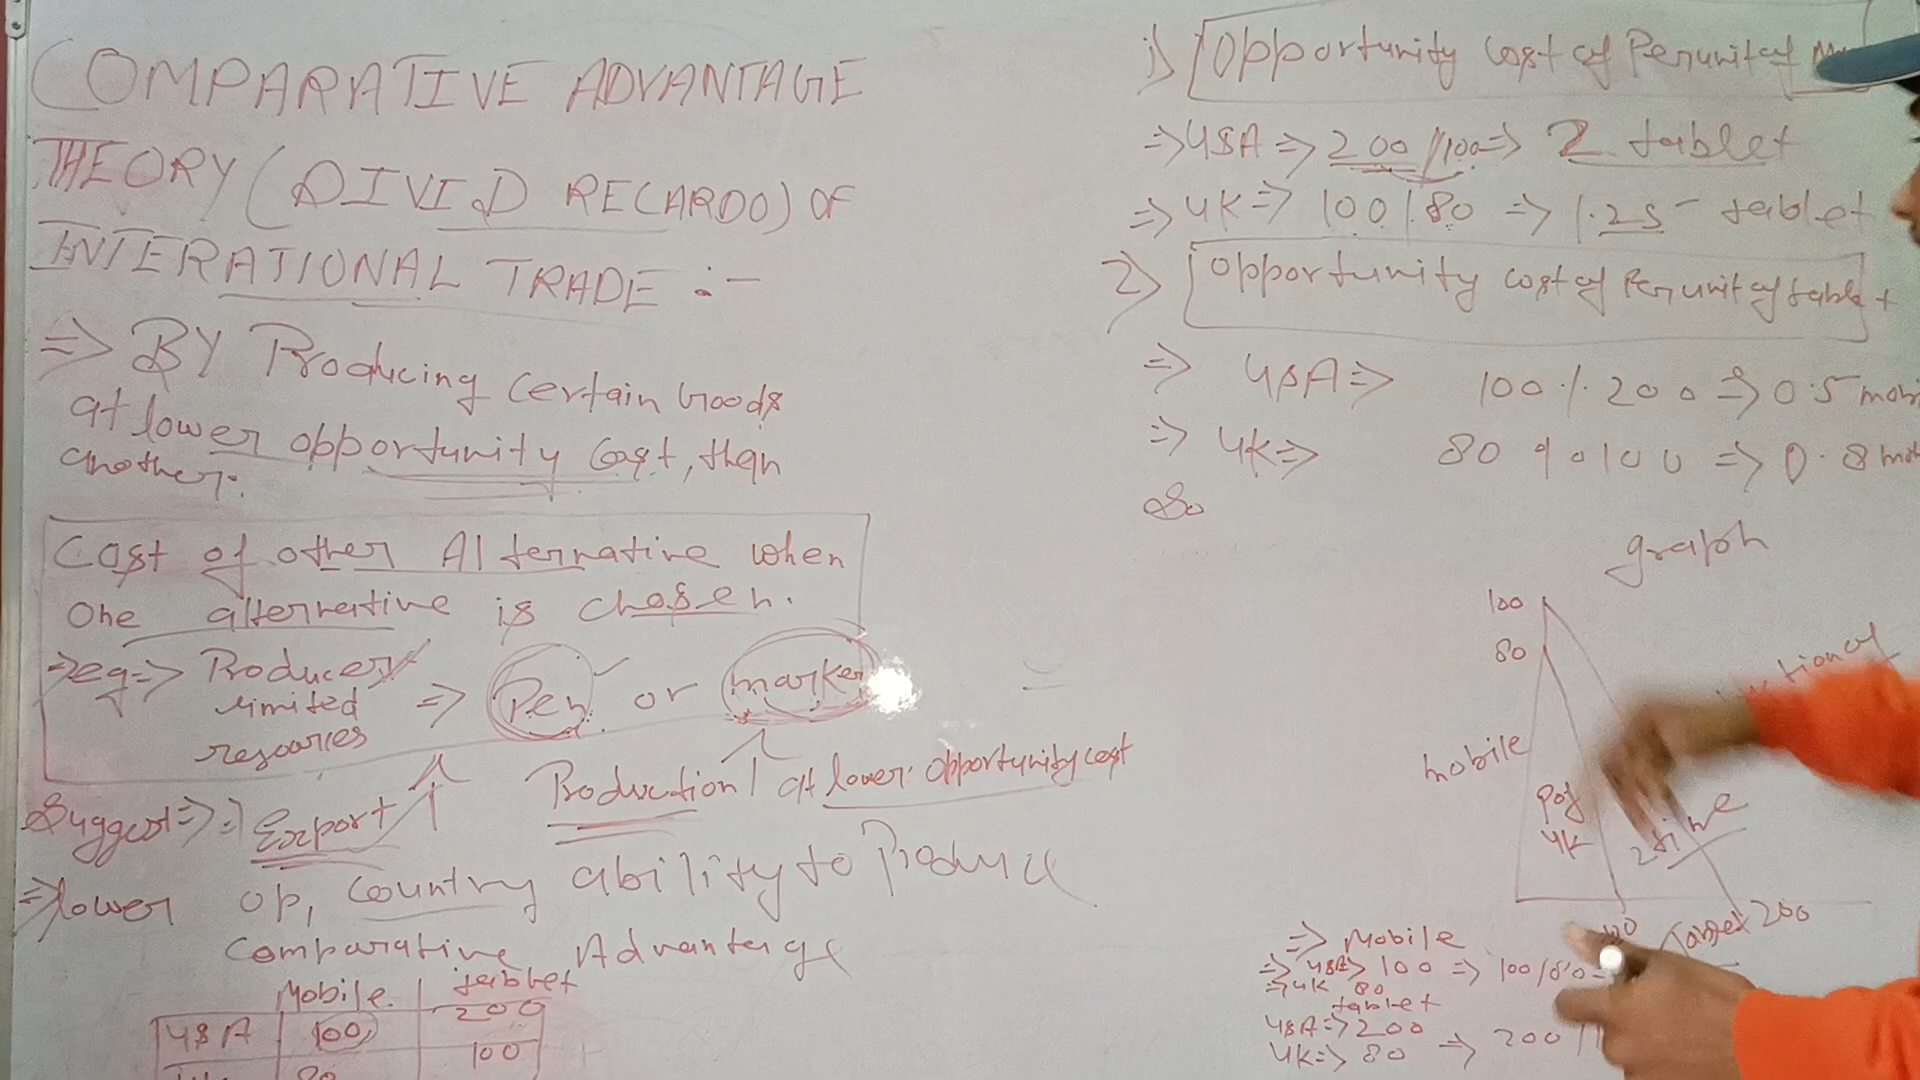 COMPARATIVE ADVANTAGE
THEORY (DIVID RECARDO) OF
INTERATIONAL TRADE :-
=> BY Producing certain Goods
at lower opportunity cost, than
another.
Cost of other Alternative when
One alternative is chosen.
=> eg => Producer
limited
resources
=> Pen or marker
Suggest => Export
Production at lower opportunity cost
=> lower op, country ability to Produce
comparative Advantage
Mobile tablet
USA 100 200
80 100
1) Opportunity cost of Per unit of
=> USA => 200/100 => 2 tablet
=> UK => 100/.80 => 1.25 - tablet
2) Opportunity cost of Per unit of tablet
=> USA => 100 ./. 200 => 0.5
=> UK => 80 % 100 => 0.8
So
graph
100
80
mobile
UK
200
=> Mobile
=> USA > 100 => 100/80
=> UK 80
tablet
USA => 200 => 200
UK => 80